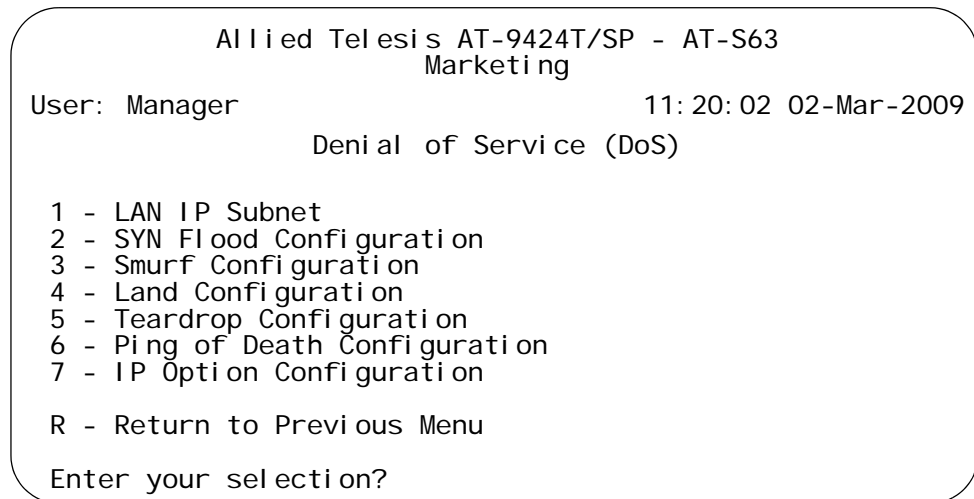 Allied Telesis AT-9424T/SP - AT-S63
Marketing
User: Manager 11:20:02 02-Mar-2009
Denial of Service (DoS)
1 - LAN IP Subnet
2 - SYN Flood Configuration
3 - Smurf Configuration
4 - Land Configuration
5 - Teardrop Configuration
6 - Ping of Death Configuration
7 - IP Option Configuration
R - Return to Previous Menu
Enter your selection?